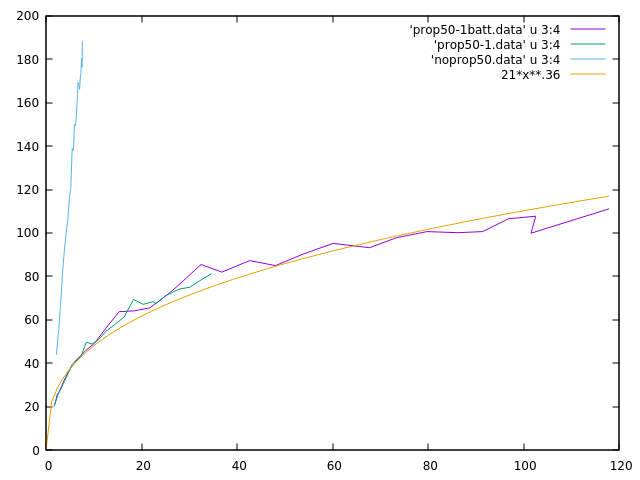 200
180
160
140
120
100
80
60
40
20
0
'prop50-1batt.data' u 3:4
'prop50-1.data' u 3:4
'noprop50.data' u 3:4
21*x**.36
0 20 40 60 80 100 120